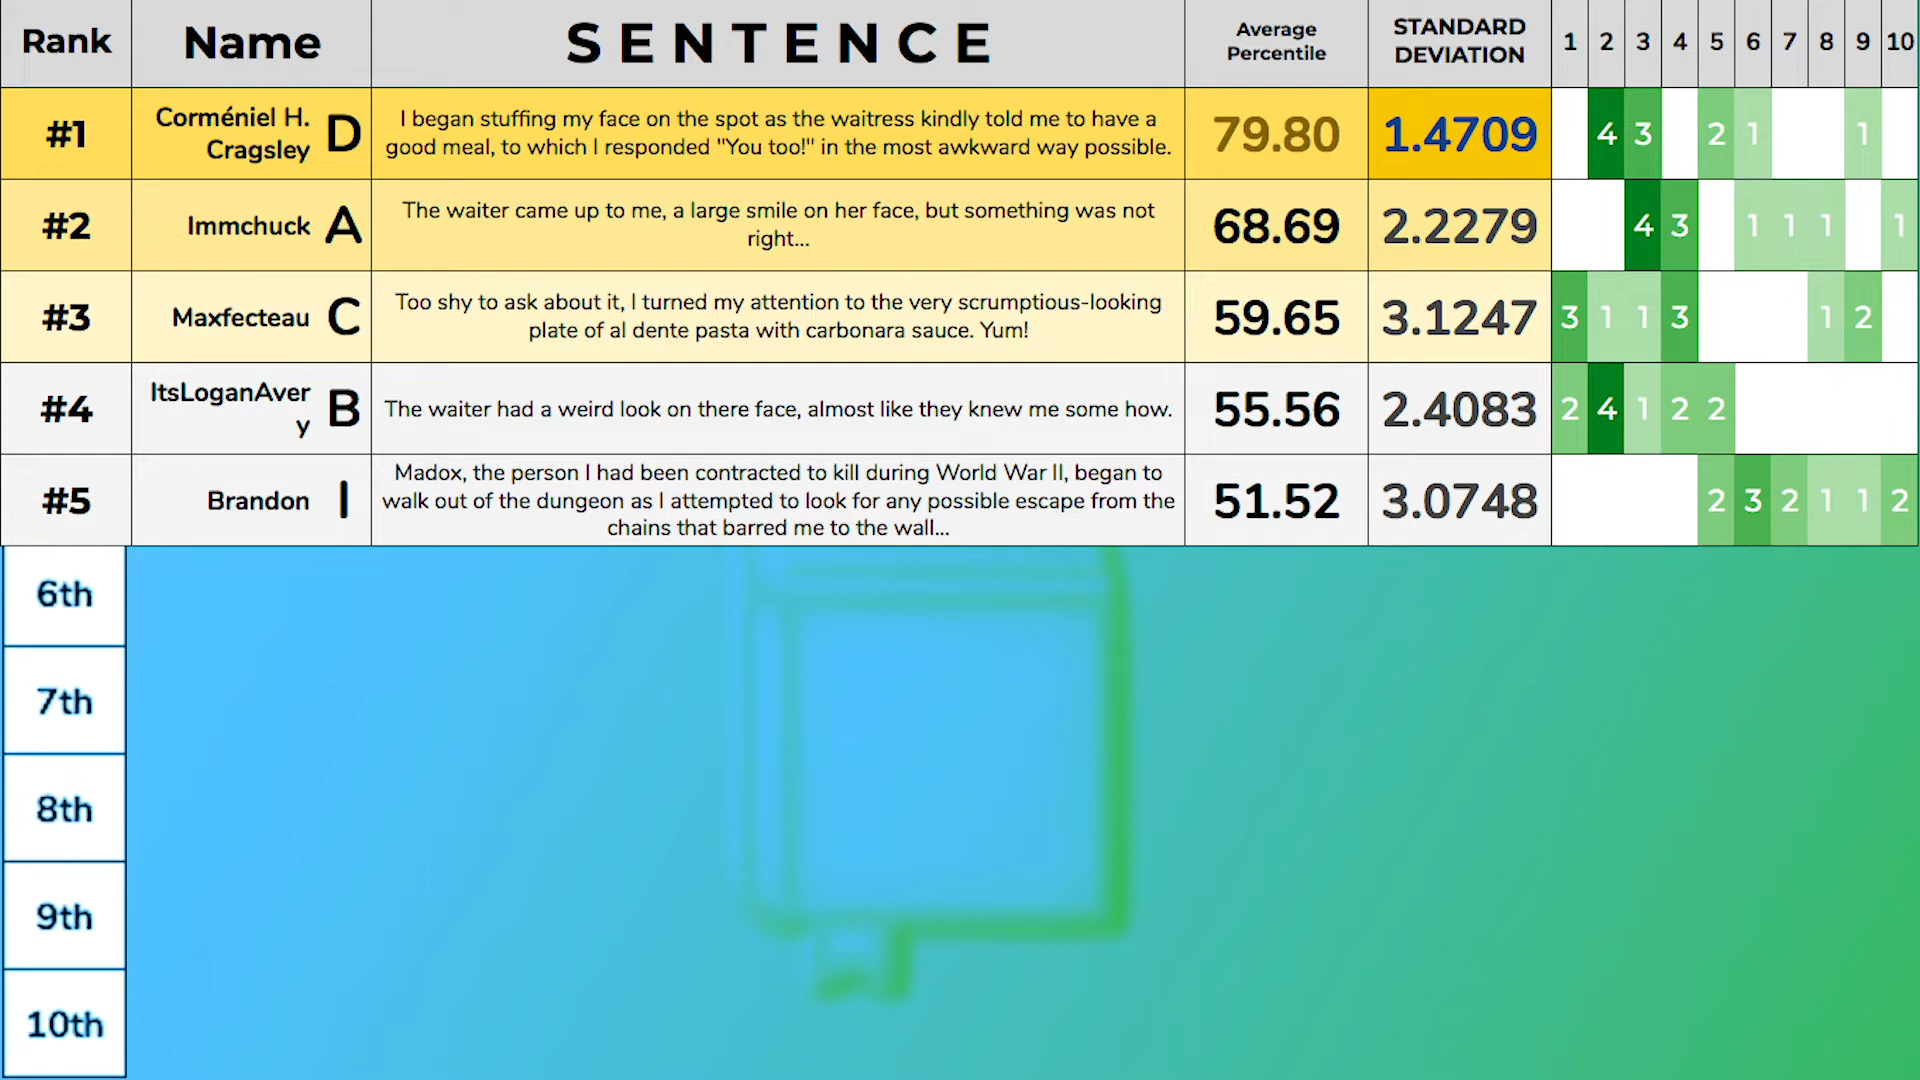 Rank Name SENTENCE Average Percentile STANDARD DEVIATION 1 2 3 4 5 6 7 8 9 10
#1 Corméniel H. Cragsley D
I began stuffing my face on the spot as the waitress kindly told me to have a
good meal, to which I responded "You too!" in the most awkward way possible.
79.80 1.4709 4 3 2 1 1
#2 Immchuck A
The waiter came up to me, a large smile on her face, but something was not
right...
68.69 2.2279 4 3 1 1 1 1
#3 Maxfecteau C
Too shy to ask about it, I turned my attention to the very scrumptious-looking
plate of al dente pasta with carbonara sauce. Yum!
59.65 3.1247 3 1 1 3 1 2
#4 ItsLoganAver
y B
The waiter had a weird look on there face, almost like they knew me some how.
55.56 2.4083 2 4 1 2 2
#5 Brandon I
Madox, the person I had been contracted to kill during World War II, began to
walk out of the dungeon as I attempted to look for any possible escape from the
chains that barred me to the wall...
51.52 3.0748 2 3 2 1 1 2
6th
7th
8th
9th
10th